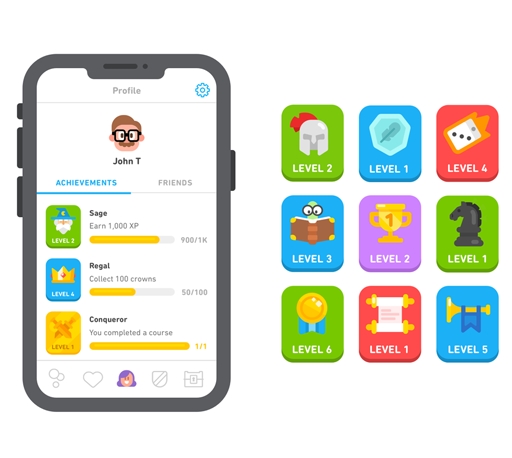 Profile
John T
ACHIEVEMENTS FRIENDS
Sage
Earn 1,000 XP
LEVEL 2
900/1K
Regal
Collect 100 crowns
LEVEL 4
50/100
Conqueror
You completed a course
LEVEL 1
1/1
LEVEL 2
LEVEL 1
LEVEL 4
LEVEL 3
1
LEVEL 2
LEVEL 1
LEVEL 6
LEVEL 1
LEVEL 5